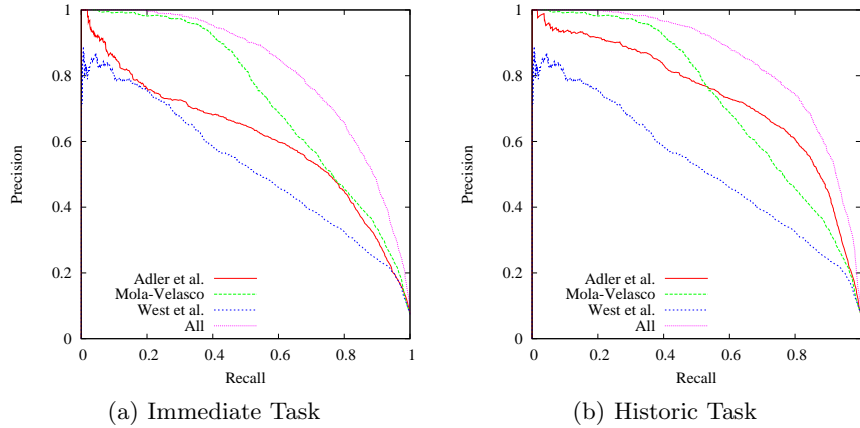 1
0.8
0.6
0.4
0.2
0
0 0.2 0.4 0.6 0.8 1
Precision
Recall
Adler et al.
Mola-Velasco
West et al.
All
(a) Immediate Task
1
0.8
0.6
0.4
0.2
0
0 0.2 0.4 0.6 0.8
Precision
Recall
Adler et al.
Mola-Velasco
West et al.
All
(b) Historic Task